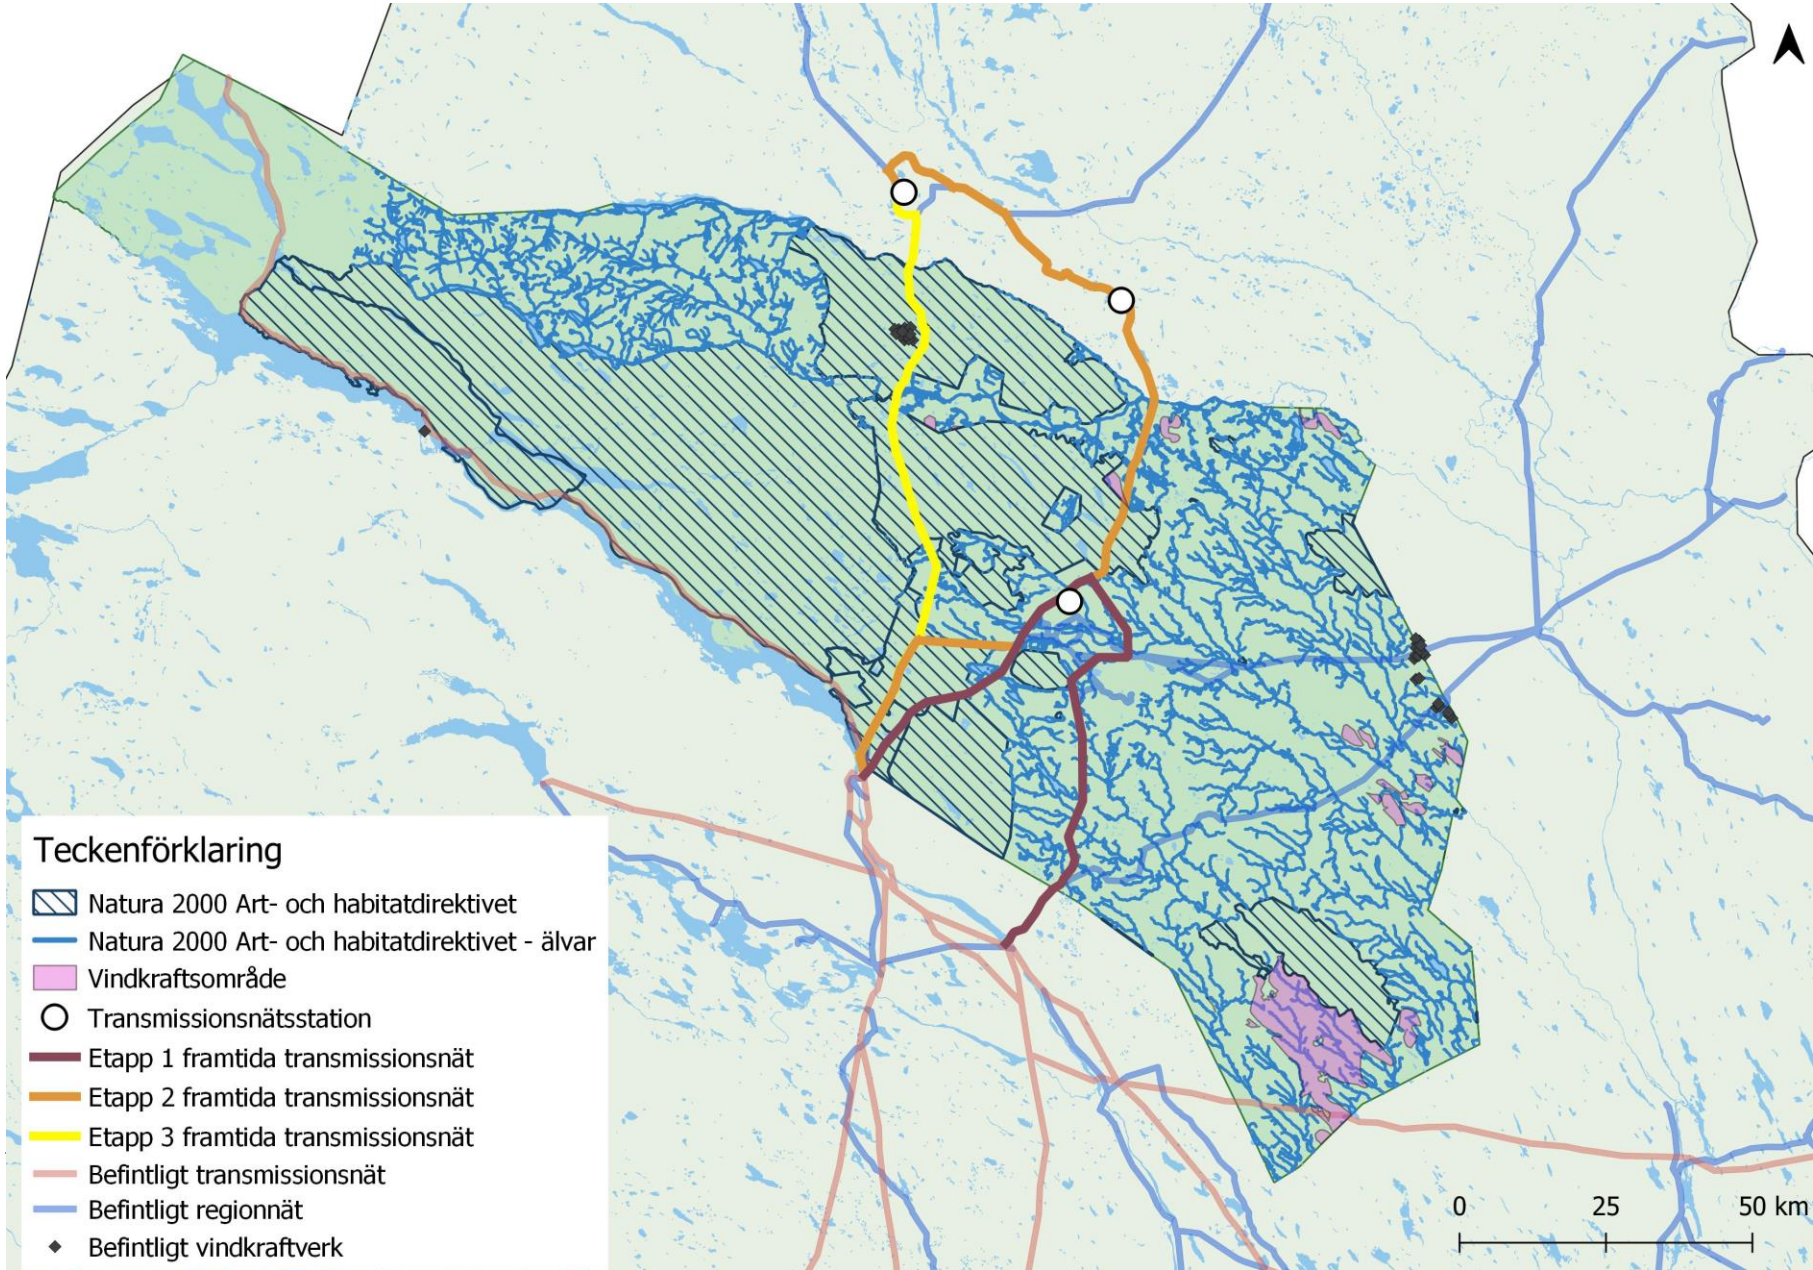 Teckenförklaring
Natura 2000 Art- och habitatdirektivet
Natura 2000 Art- och habitatdirektivet - älvar
Vindkraftsområde
Transmissionsnätsstation
Etapp 1 framtida transmissionsnät
Etapp 2 framtida transmissionsnät
Etapp 3 framtida transmissionsnät
Befintligt transmissionsnät
Befintligt regionnät
Befintligt vindkraftverk
0 25 50 km